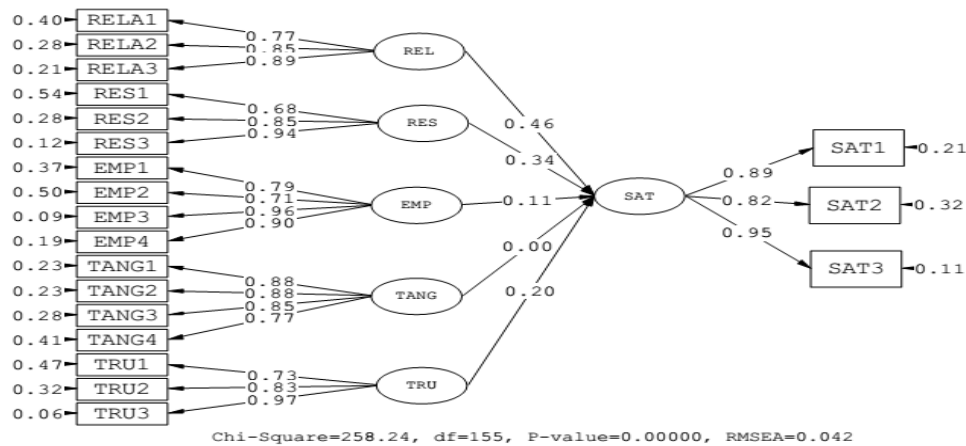 0.40 RELA1
0.28 RELA2
0.21 RELA3
0.54 RES1
0.28 RES2
0.12 RES3
0.37 EMP1
0.50 EMP2
0.09 EMP3
0.19 EMP4
0.23 TANG1
0.23 TANG2
0.28 TANG3
0.41 TANG4
0.47 TRU1
0.32 TRU2
0.06 TRU3
0.77
0.85
0.89
0.68
0.85
0.94
0.79
0.71
0.96
0.90
0.88
0.88
0.85
0.77
0.73
0.83
0.97
REL
RES
EMP
TANG
TRU
0.46
0.34
0.11
0.00
0.20
SAT
0.89
0.82
0.95
SAT1 0.21
SAT2 0.32
SAT3 0.11
Chi-Square=258.24, df=155, P-value=0.00000, RMSEA=0.042